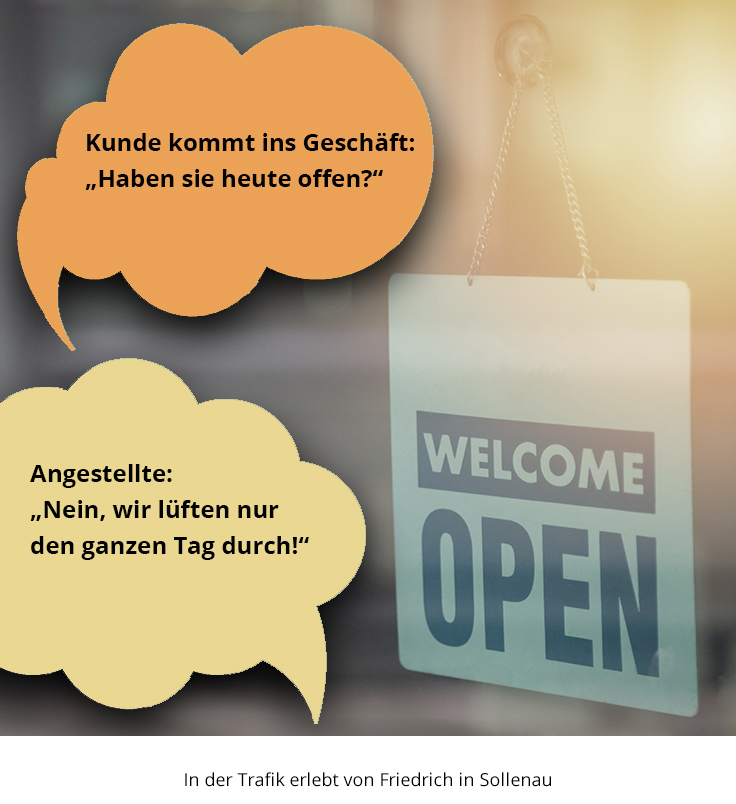 Kunde kommt ins Geschäft:
„Haben sie heute offen?“
Angestellte:
„Nein, wir lüften nur
den ganzen Tag durch!“
WELCOME
OPEN
In der Trafik erlebt von Friedrich in Sollenau